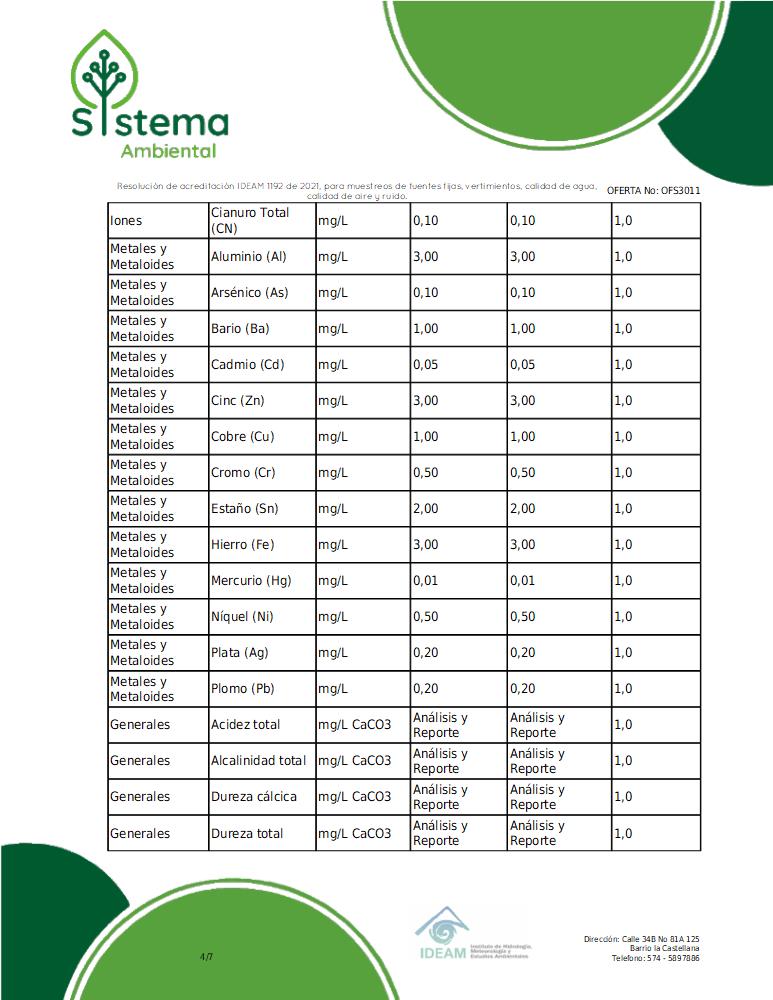 Sistema
Ambiental
Resolución de acreditación IDEAM 1192 de 2021, para muestreos de fuentes fijas, vertimientos, calidad de agua,
calidad de aire y ruido.
OFERTA No: OFS3011
Iones Cianuro Total (CN) mg/L 0,10 0,10 1,0
Metales y Metaloides Aluminio (Al) mg/L 3,00 3,00 1,0
Metales y Metaloides Arsénico (As) mg/L 0,10 0,10 1,0
Metales y Metaloides Bario (Ba) mg/L 1,00 1,00 1,0
Metales y Metaloides Cadmio (Cd) mg/L 0,05 0,05 1,0
Metales y Metaloides Cinc (Zn) mg/L 3,00 3,00 1,0
Metales y Metaloides Cobre (Cu) mg/L 1,00 1,00 1,0
Metales y Metaloides Cromo (Cr) mg/L 0,50 0,50 1,0
Metales y Metaloides Estaño (Sn) mg/L 2,00 2,00 1,0
Metales y Metaloides Hierro (Fe) mg/L 3,00 3,00 1,0
Metales y Metaloides Mercurio (Hg) mg/L 0,01 0,01 1,0
Metales y Metaloides Níquel (Ni) mg/L 0,50 0,50 1,0
Metales y Metaloides Plata (Ag) mg/L 0,20 0,20 1,0
Metales y Metaloides Plomo (Pb) mg/L 0,20 0,20 1,0
Generales Acidez total mg/L CaCO3 Análisis y Reporte Análisis y Reporte 1,0
Generales Alcalinidad total mg/L CaCO3 Análisis y Reporte Análisis y Reporte 1,0
Generales Dureza cálcica mg/L CaCO3 Análisis y Reporte Análisis y Reporte 1,0
Generales Dureza total mg/L CaCO3 Análisis y Reporte Análisis y Reporte 1,0
4/7
IDEAM
Instituto de Hidrología,
Meteorología y
Estudios Ambientales
Dirección: Calle 34B No 81A 125
Barrio la Castellana
Telefono: 574 - 5897886